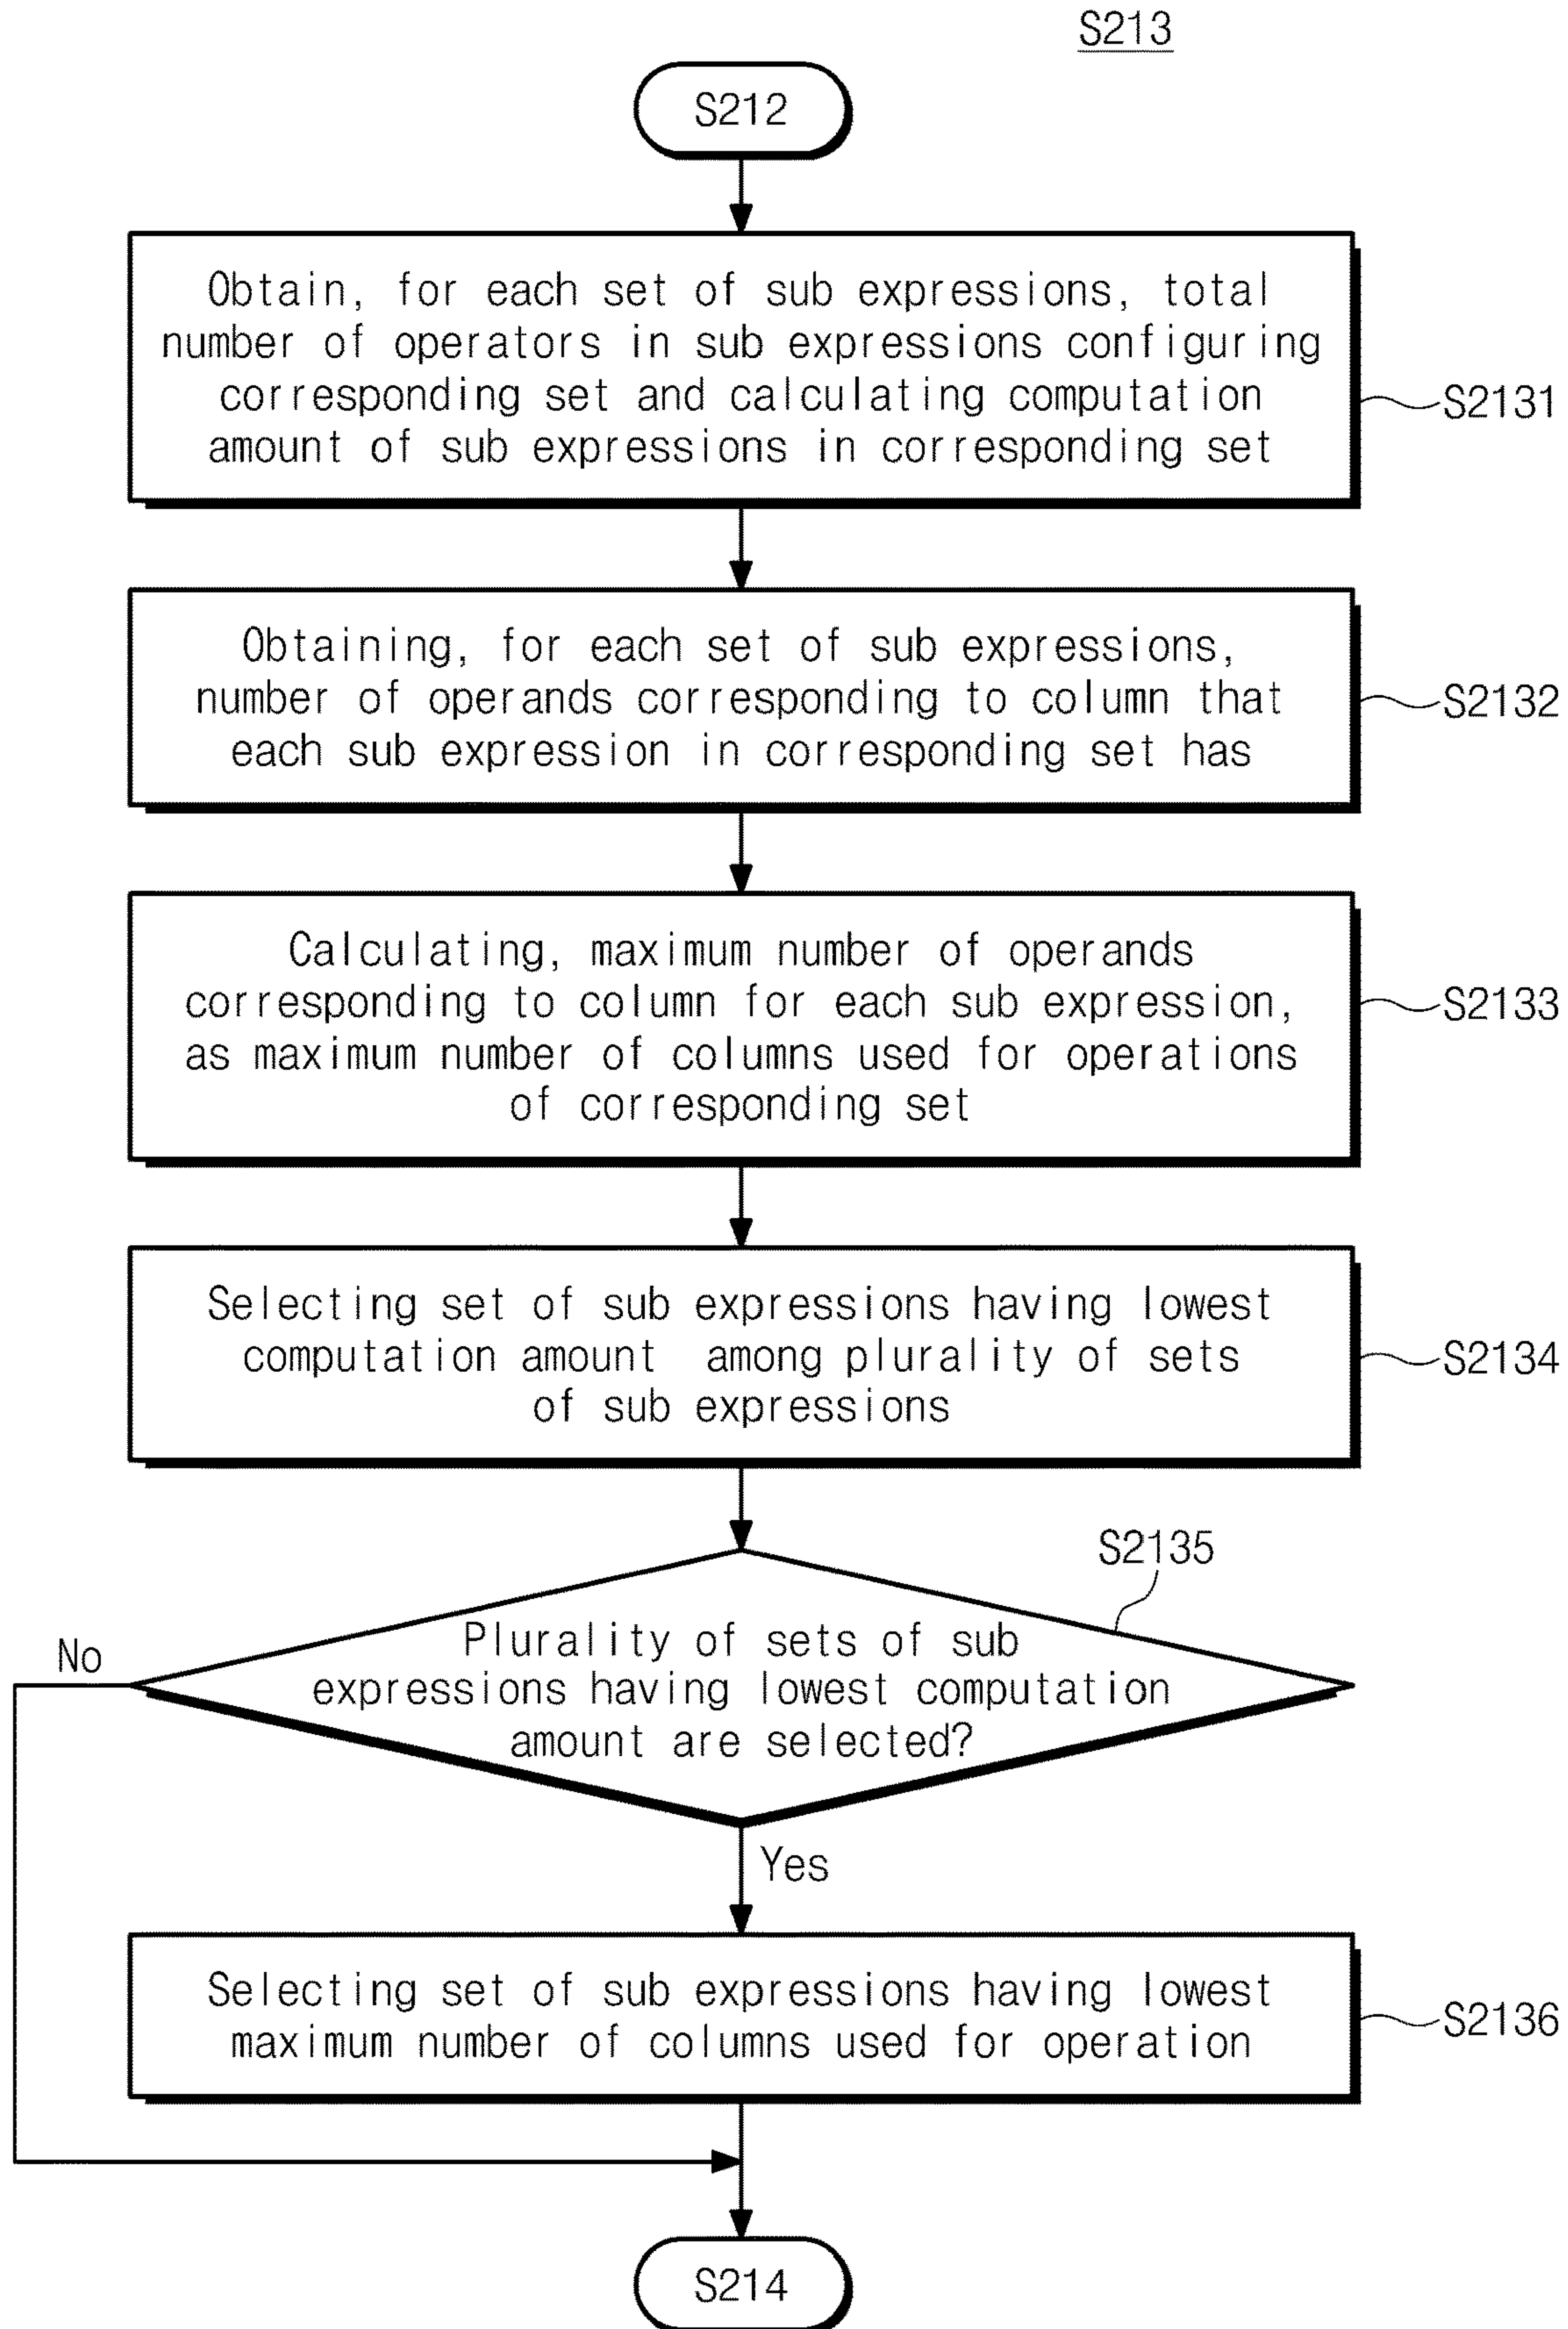 S213
S212
Obtain, for each set of sub expressions, total
number of operators in sub expressions configuring
corresponding set and calculating computation
amount of sub expressions in corresponding set
S2131
Obtaining, for each set of sub expressions,
number of operands corresponding to column that
each sub expression in corresponding set has
S2132
Calculating, maximum number of operands
corresponding to column for each sub expression,
as maximum number of columns used for operations
of corresponding set
S2133
Selecting set of sub expressions having lowest
computation amount among plurality of sets
of sub expressions
S2134
S2135
Plurality of sets of sub
expressions having lowest computation
amount are selected?
No
Yes
Selecting set of sub expressions having lowest
maximum number of columns used for operation
S2136
S214